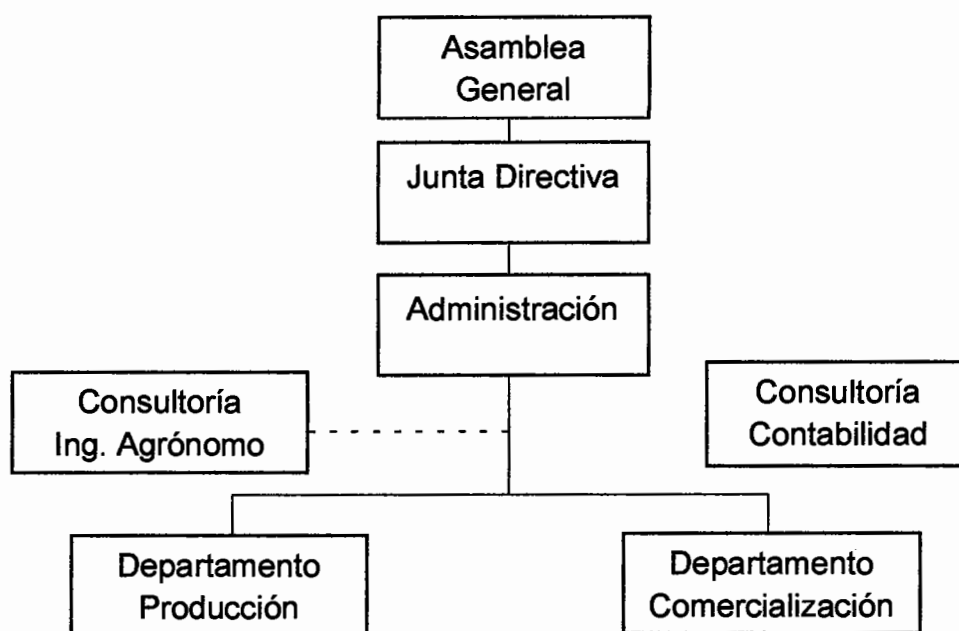 Asamblea
General
Junta Directiva
Administración
Consultoría
Ing. Agrónomo
Consultoría
Contabilidad
Departamento
Producción
Departamento
Comercialización